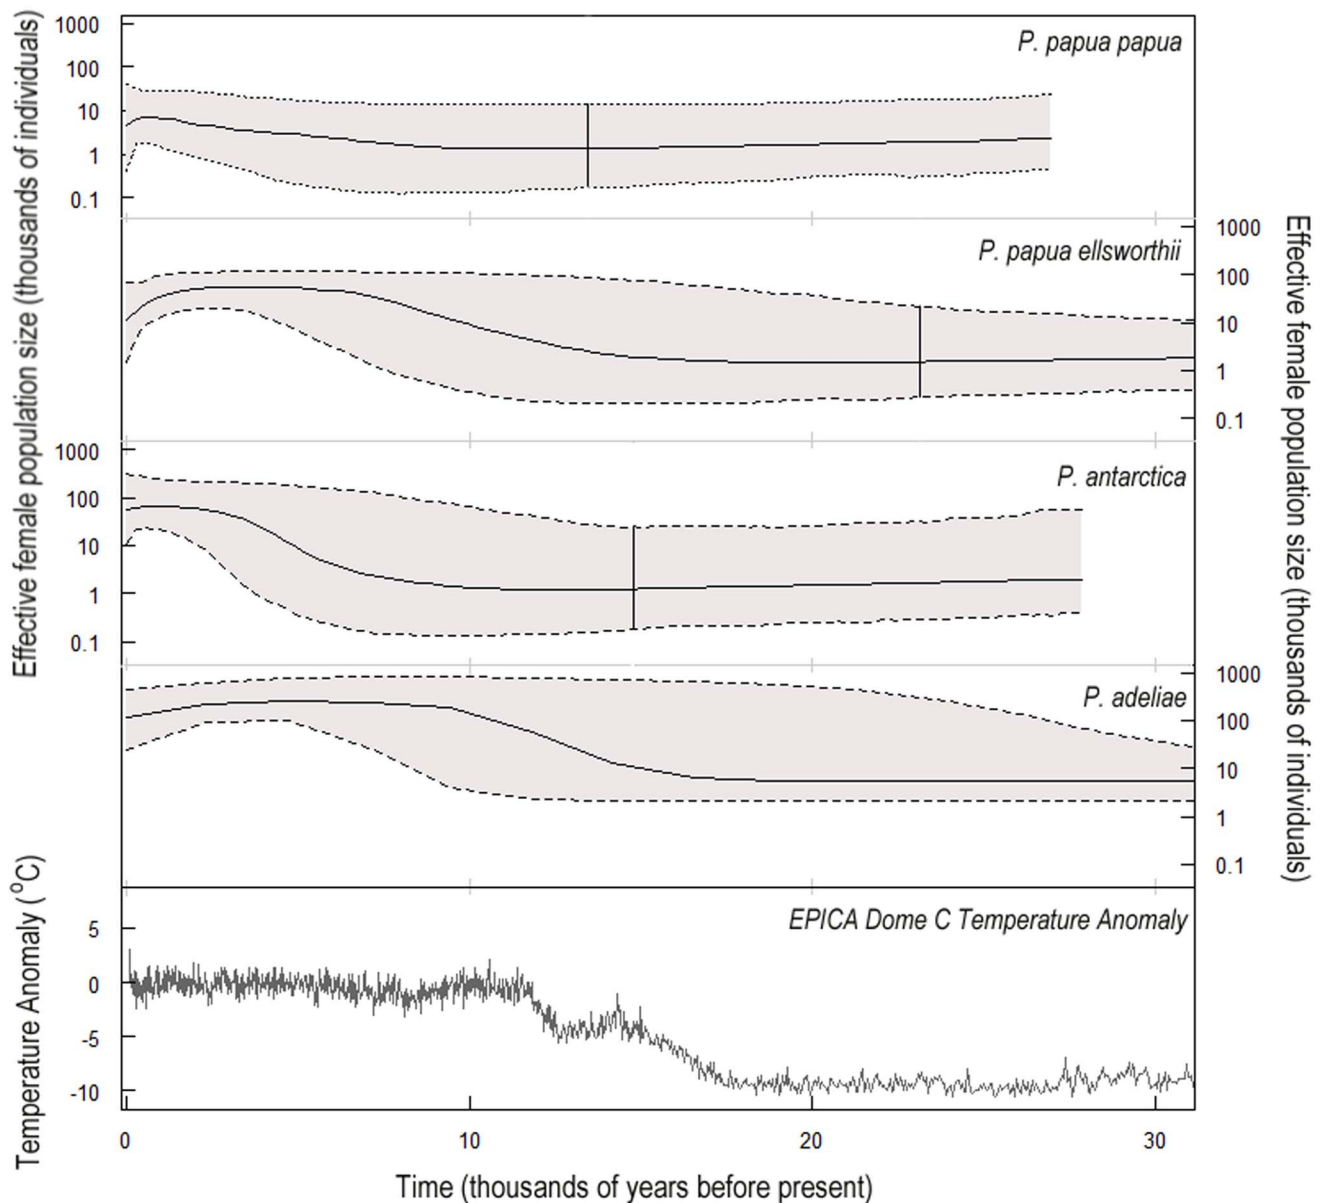 Effective female population size (thousands of individuals)
1000
100
10
1
0.1
P. papua papua
P. papua ellsworthii
1000
100
10
1
0.1
Effective female population size (thousands of individuals)
1000
100
10
1
0.1
P. antarctica
P. adeliae
1000
100
10
1
0.1
Temperature Anomaly (°C)
EPICA Dome C Temperature Anomaly
5
0
-5
-10
0 10 20 30
Time (thousands of years before present)